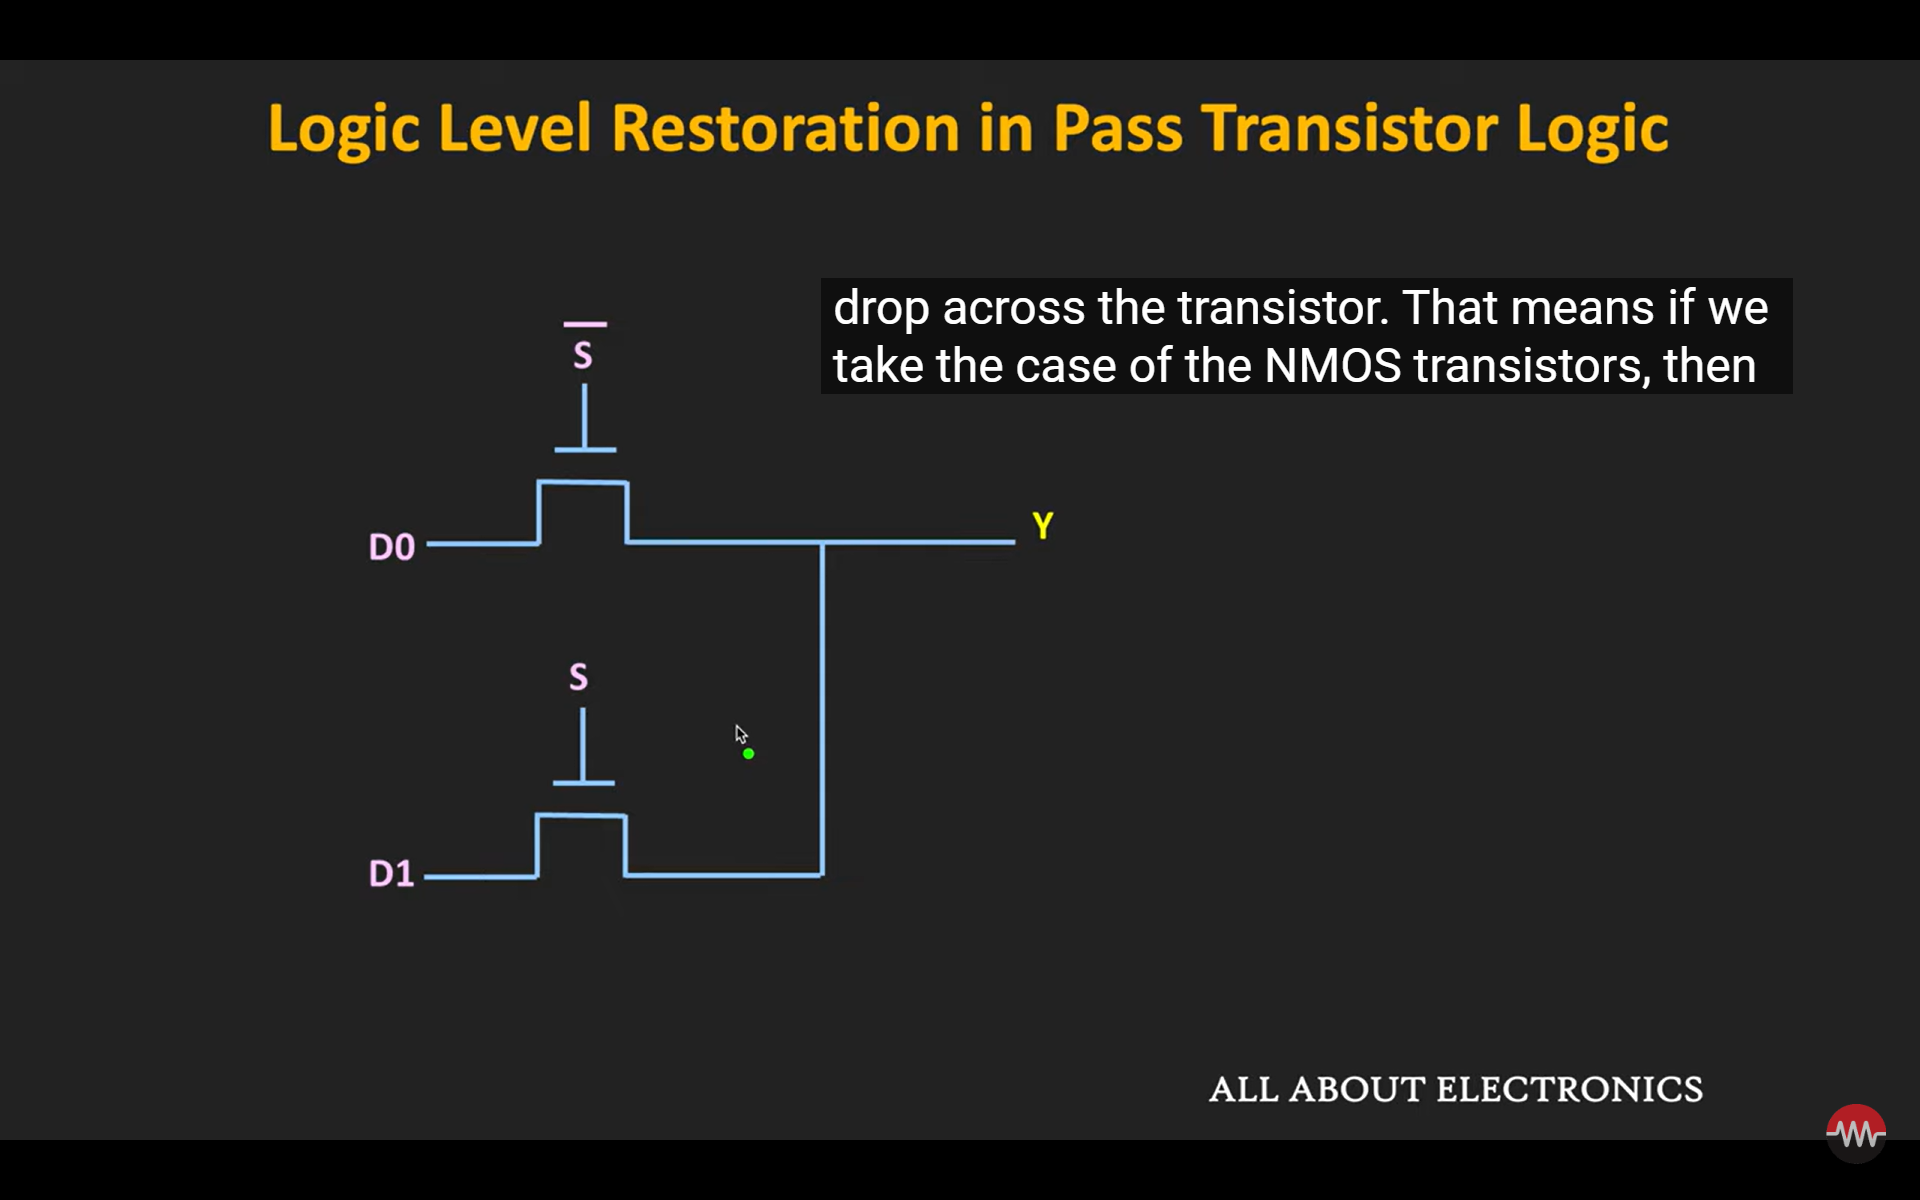 Logic Level Restoration in Pass Transistor Logic
drop across the transistor. That means if we
take the case of the NMOS transistors, then
S̅
D0
Y
S
D1
ALL ABOUT ELECTRONICS